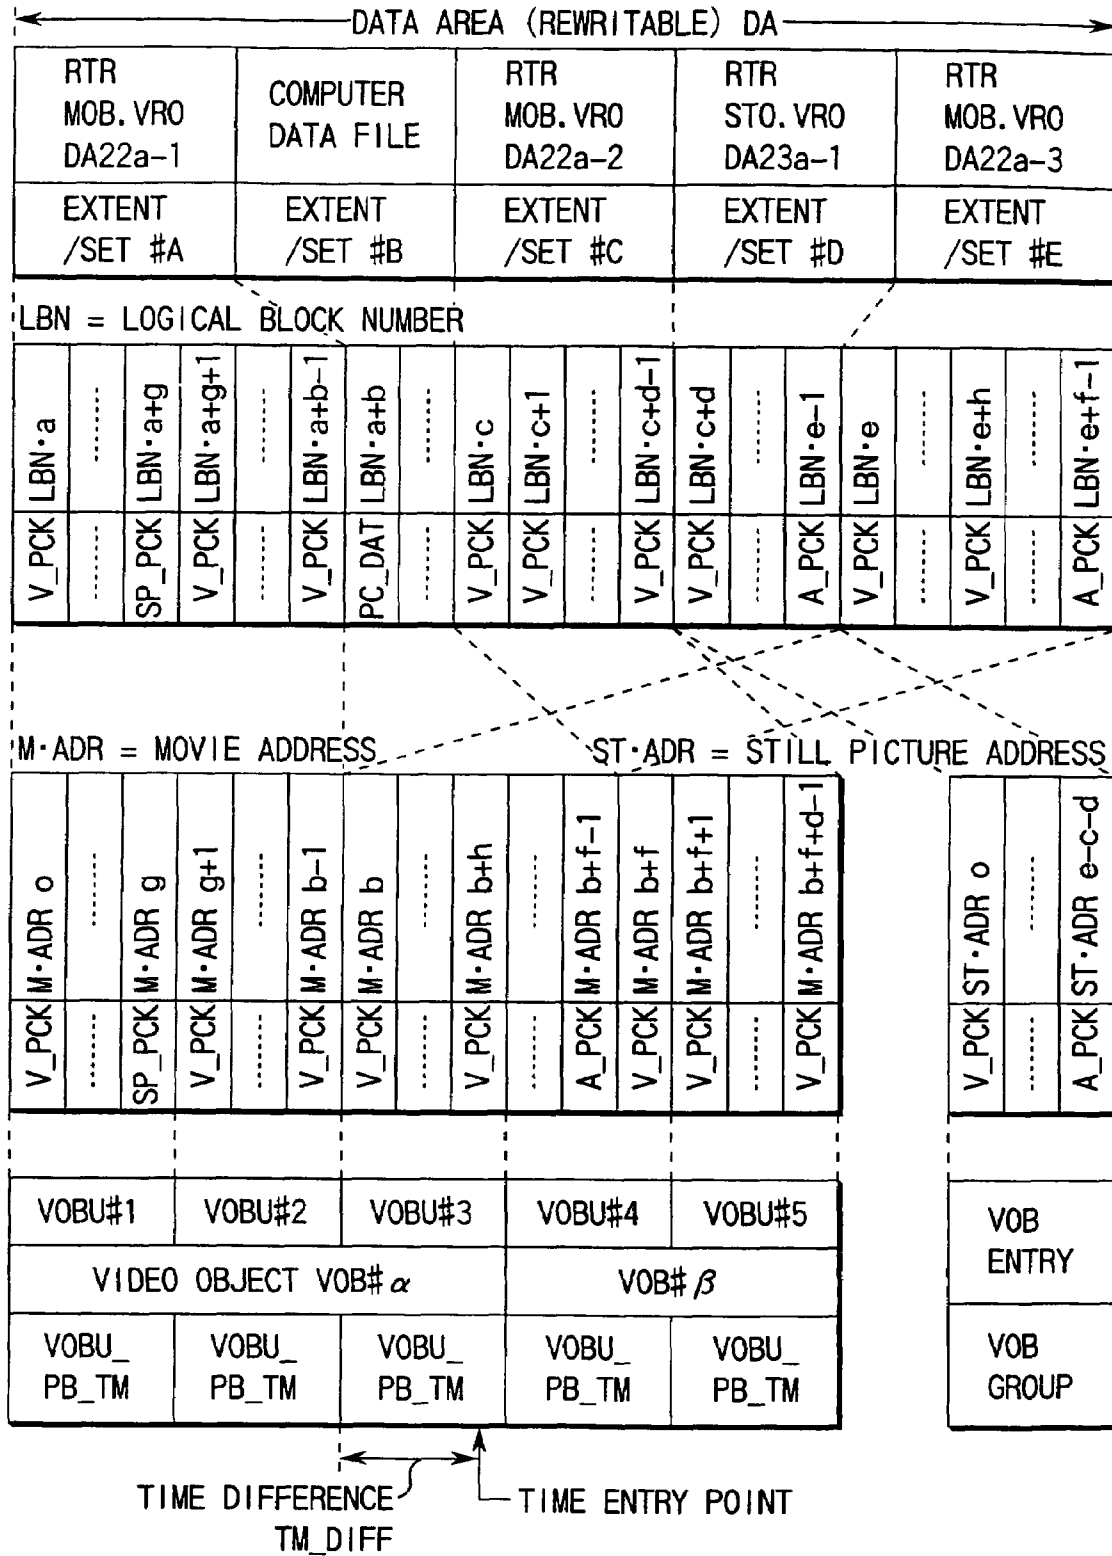 DATA AREA (REWRITABLE) DA
RTR MOB.VRO DA22a-1
COMPUTER DATA FILE
RTR MOB.VRO DA22a-2
RTR STO.VRO DA23a-1
RTR MOB.VRO DA22a-3
EXTENT /SET #A
EXTENT /SET #B
EXTENT /SET #C
EXTENT /SET #D
EXTENT /SET #E
LBN = LOGICAL BLOCK NUMBER
V_PCK LBN·a
SP_PCK LBN·a+g
V_PCK LBN·a+g+1
V_PCK LBN·a+b-1
PC_DAT LBN·a+b
V_PCK LBN·c
V_PCK LBN·c+1
V_PCK LBN·c+d-1
V_PCK LBN·c+d
A_PCK LBN·e-1
V_PCK LBN·e
V_PCK LBN·e+h
A_PCK LBN·e+f-1
M·ADR = MOVIE ADDRESS
ST·ADR = STILL PICTURE ADDRESS
V_PCK M·ADR o
SP_PCK M·ADR g
V_PCK M·ADR g+1
V_PCK M·ADR b-1
V_PCK M·ADR b
V_PCK M·ADR b+h
A_PCK M·ADR b+f-1
V_PCK M·ADR b+f
V_PCK M·ADR b+f+1
V_PCK M·ADR b+f+d-1
V_PCK ST·ADR o
A_PCK ST·ADR e-c-d
VOBU#1
VOBU#2
VOBU#3
VOBU#4
VOBU#5
VIDEO OBJECT VOB#α
VOB#β
VOBU_ PB_TM
VOBU_ PB_TM
VOBU_ PB_TM
VOBU_ PB_TM
VOBU_ PB_TM
VOB ENTRY
VOB GROUP
TIME DIFFERENCE TM_DIFF
TIME ENTRY POINT